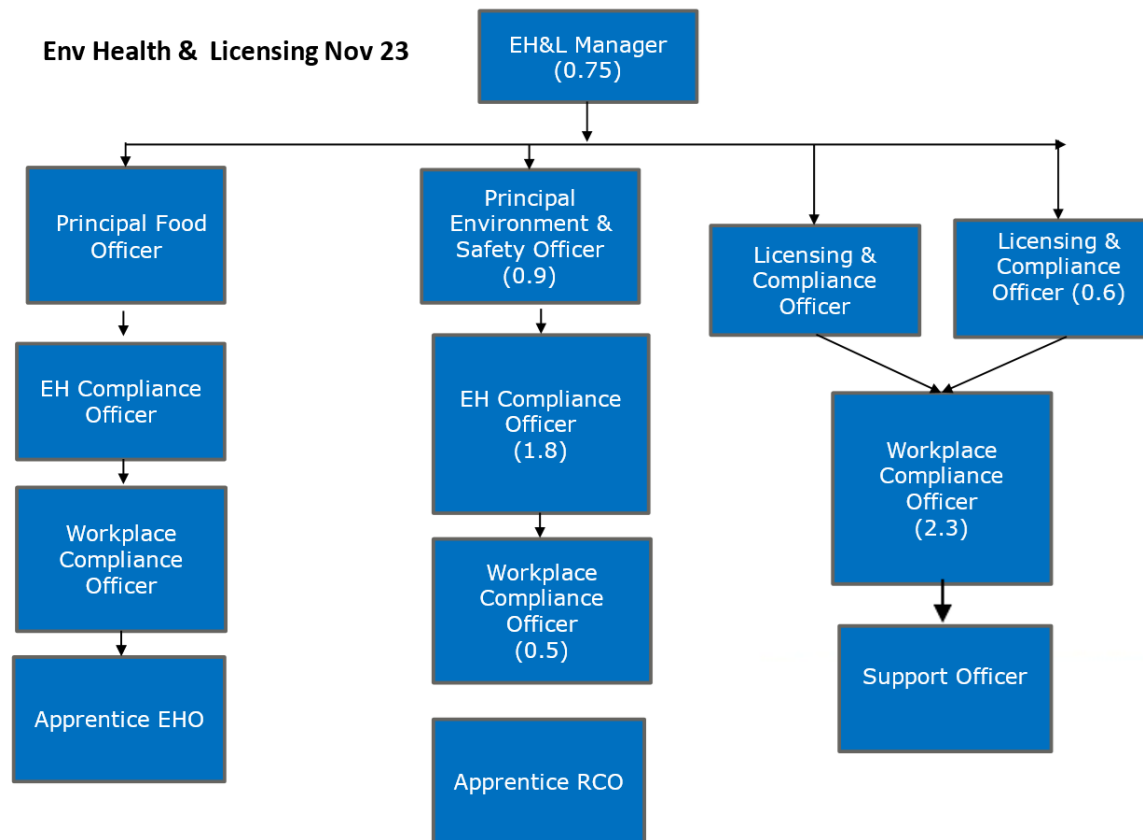 Env Health & Licensing Nov 23
EH&L Manager
(0.75)
Principal Food
Officer
EH Compliance
Officer
Workplace
Compliance
Officer
Apprentice EHO
Principal
Environment &
Safety Officer
(0.9)
EH Compliance
Officer
(1.8)
Workplace
Compliance
Officer
(0.5)
Apprentice RCO
Licensing &
Compliance
Officer
Licensing &
Compliance
Officer (0.6)
Workplace
Compliance
Officer
(2.3)
Support Officer